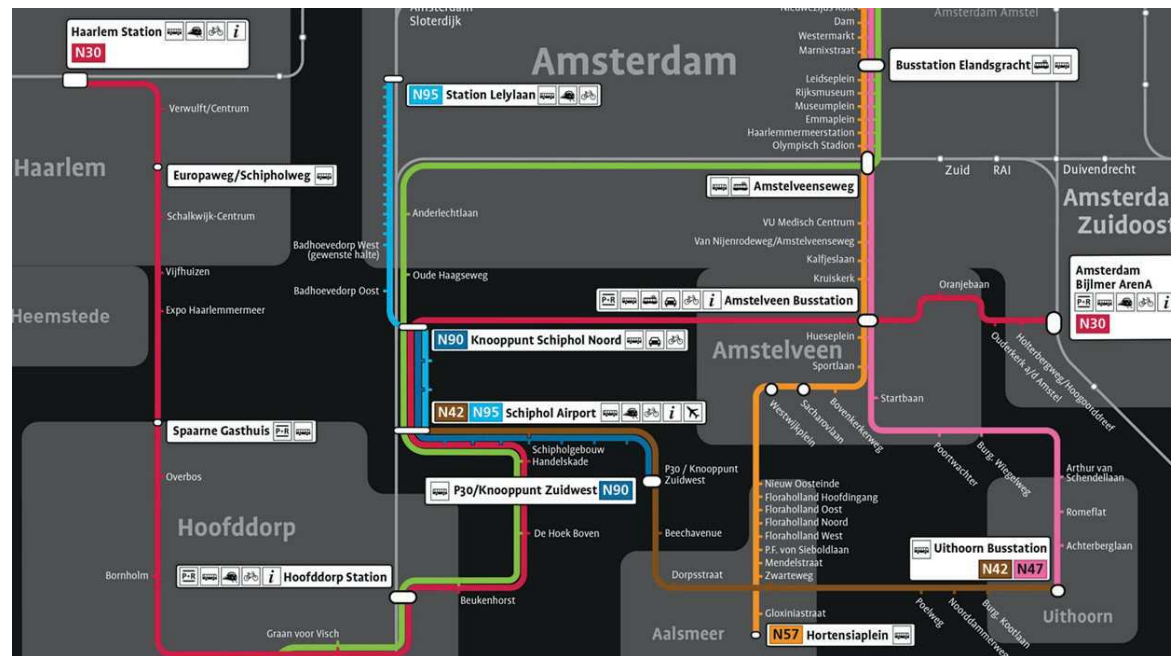 Amsterdam
Sloterdijk
Nieuwezijds Kolk
Dam
Westermarkt
Marnixstraat
Amsterdam Amstel
Haarlem Station
N30
Amsterdam
Busstation Elandsgracht
N95 Station Lelylaan
Leidseplein
Rijksmuseum
Museumplein
Emmaplein
Haarlemmermeerstation
Olympisch Stadion
Verwulft/Centrum
Haarlem
Europaweg/Schipholweg
Zuid
RAI
Duivendrecht
Amstelveenseweg
Amsterda
Zuidoost
Schalkwijk-Centrum
Anderlechtlaan
VU Medisch Centrum
Van Nijenrodeweg/Amstelveenseweg
Kalfjeslaan
Kruiskerk
Badhoevedorp West
(gewenste halte)
Oude Haagseweg
Vijfhuizen
Badhoevedorp Oost
P+R
i
Amstelveen Busstation
Oranjebaan
Amsterdam
Bijlmer ArenA
P+R
i
N30
Heemstede
Expo Haarlemmermeer
N90 Knooppunt Schiphol Noord
Hueseplein
Amstelveen
Sportlaan
Holterbergweg/Hoogoorddreef
Ouderkerk a/d Amstel
Startbaan
N42 N95 Schiphol Airport
i
Westwijkplein
Sacharovlaan
Bovenkerkerweg
Spaarne Gasthuis P+R
Schipholgebouw
Handelskade
Poortwachter
Burg. Wiegelweg
Overbos
P30 / Knooppunt
Zuidwest
Arthur van
Schendellaan
P30/Knooppunt Zuidwest N90
Nieuw Oosteinde
Floraholland Hoofdingang
Floraholland Oost
Floraholland Noord
Floraholland West
P.F. von Sieboldlaan
Mendelstraat
Zwarteweg
Romeflat
Hoofddorp
De Hoek Boven
Beechavenue
Uithoorn Busstation
N42 N47
Achterberglaan
Bornholm
P+R
i
Hoofddorp Station
Dorpsstraat
Beukenhorst
Poelweg
Noorddammerweg
Burg. Kootlaan
Uithoorn
Gloxiniastraat
Graan voor Visch
Aalsmeer
N57 Hortensiaplein